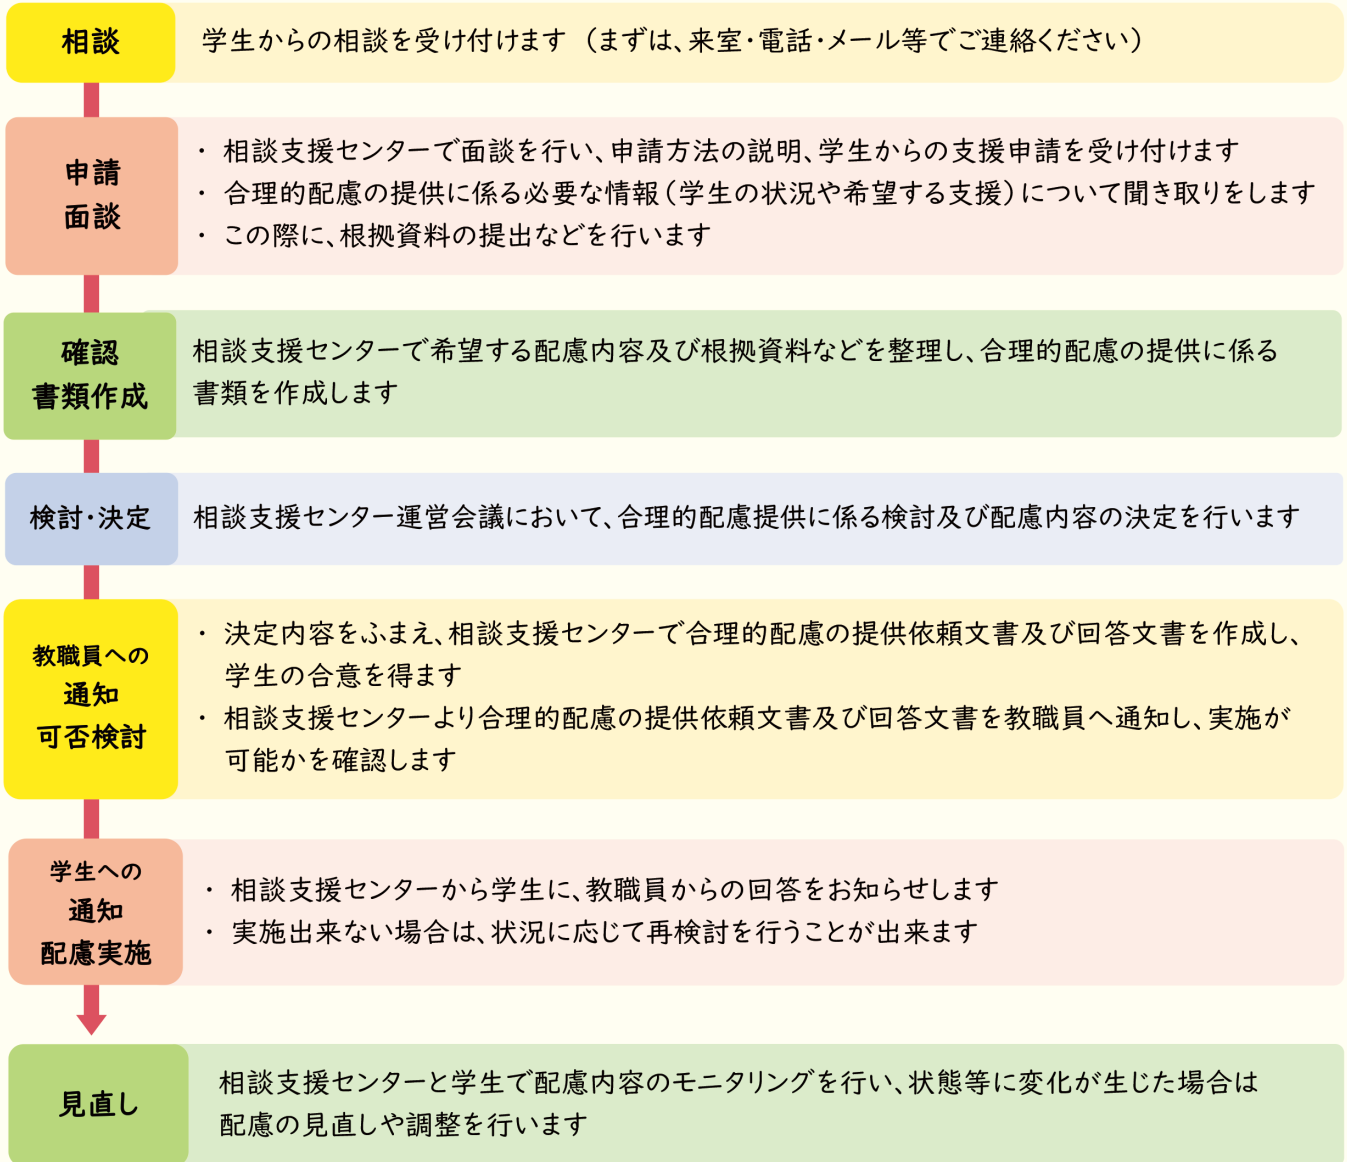 相談
学生からの相談を受け付けます （まずは、来室・電話・メール等でご連絡ください）
申請
面談
・ 相談支援センターで面談を行い、申請方法の説明、学生からの支援申請を受け付けます
・ 合理的配慮の提供に係る必要な情報（学生の状況や希望する支援）について聞き取りをします
・ この際に、根拠資料の提出などを行います
確認
書類作成
相談支援センターで希望する配慮内容及び根拠資料などを整理し、合理的配慮の提供に係る
書類を作成します
検討・決定
相談支援センター運営会議において、合理的配慮提供に係る検討及び配慮内容の決定を行います
教職員への
通知
可否検討
・ 決定内容をふまえ、相談支援センターで合理的配慮の提供依頼文書及び回答文書を作成し、
学生の合意を得ます
・ 相談支援センターより合理的配慮の提供依頼文書及び回答文書を教職員へ通知し、実施が
可能かを確認します
学生への
通知
配慮実施
・ 相談支援センターから学生に、教職員からの回答をお知らせします
・ 実施出来ない場合は、状況に応じて再検討を行うことが出来ます
見直し
相談支援センターと学生で配慮内容のモニタリングを行い、状態等に変化が生じた場合は
配慮の見直しや調整を行います